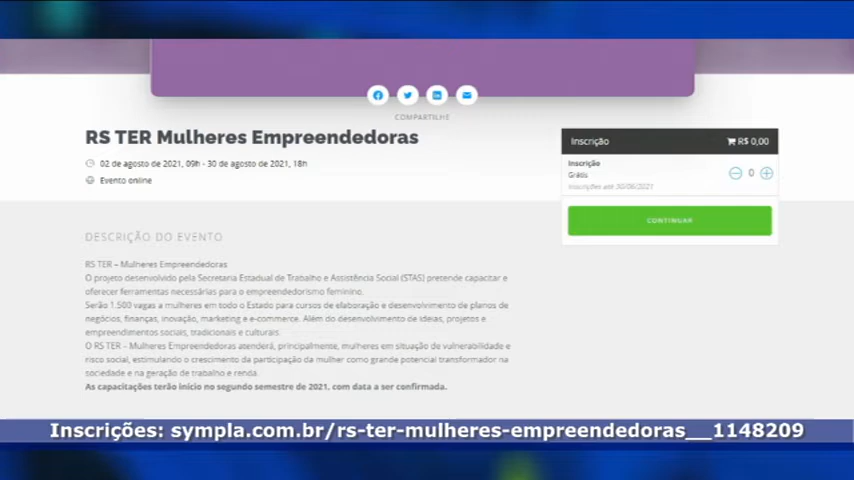 COMPARTILHE
RS TER Mulheres Empreendedoras
02 de agosto de 2021, 09h - 30 de agosto de 2021, 18h
Evento online
Inscrição R$ 0,00
Inscrição
Grátis
Inscrições até 30/06/2021
0
CONTINUAR
DESCRIÇÃO DO EVENTO
RS TER – Mulheres Empreendedoras
O projeto desenvolvido pela Secretaria Estadual de Trabalho e Assistência Social (STAS) pretende capacitar e
oferecer ferramentas necessárias para o empreendedorismo feminino.
Serão 1.500 vagas a mulheres em todo o Estado para cursos de elaboração e desenvolvimento de planos de
negócios, finanças, inovação, marketing e e-commerce. Além do desenvolvimento de ideias, projetos e
empreendimentos sociais, tradicionais e culturais.
O RS TER - Mulheres Empreendedoras atenderá, principalmente, mulheres em situação de vulnerabilidade e
risco social, estimulando o crescimento da participação da mulher como grande potencial transformador na
sociedade e na geração de trabalho e renda.
As capacitações terão início no segundo semestre de 2021, com data a ser confirmada.
Inscrições: sympla.com.br/rs-ter-mulheres-empreendedoras__1148209